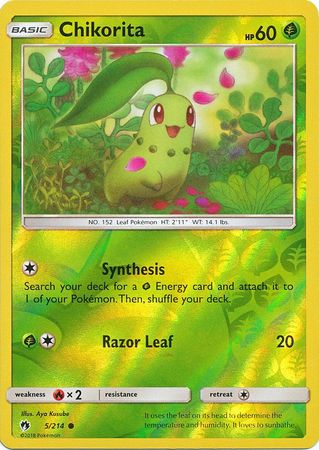 BASIC Chikorita HP60
NO. 152 Leaf Pokémon HT: 2'11" WT: 14.1 lbs.
Synthesis
Search your deck for a Energy card and attach it to
1 of your Pokémon. Then, shuffle your deck.
Razor Leaf 20
weakness ×2 resistance retreat
Illus. Aya Kusube
5/214
©2018 Pokémon
It uses the leaf on its head to determine the
temperature and humidity. It loves to sunbathe.